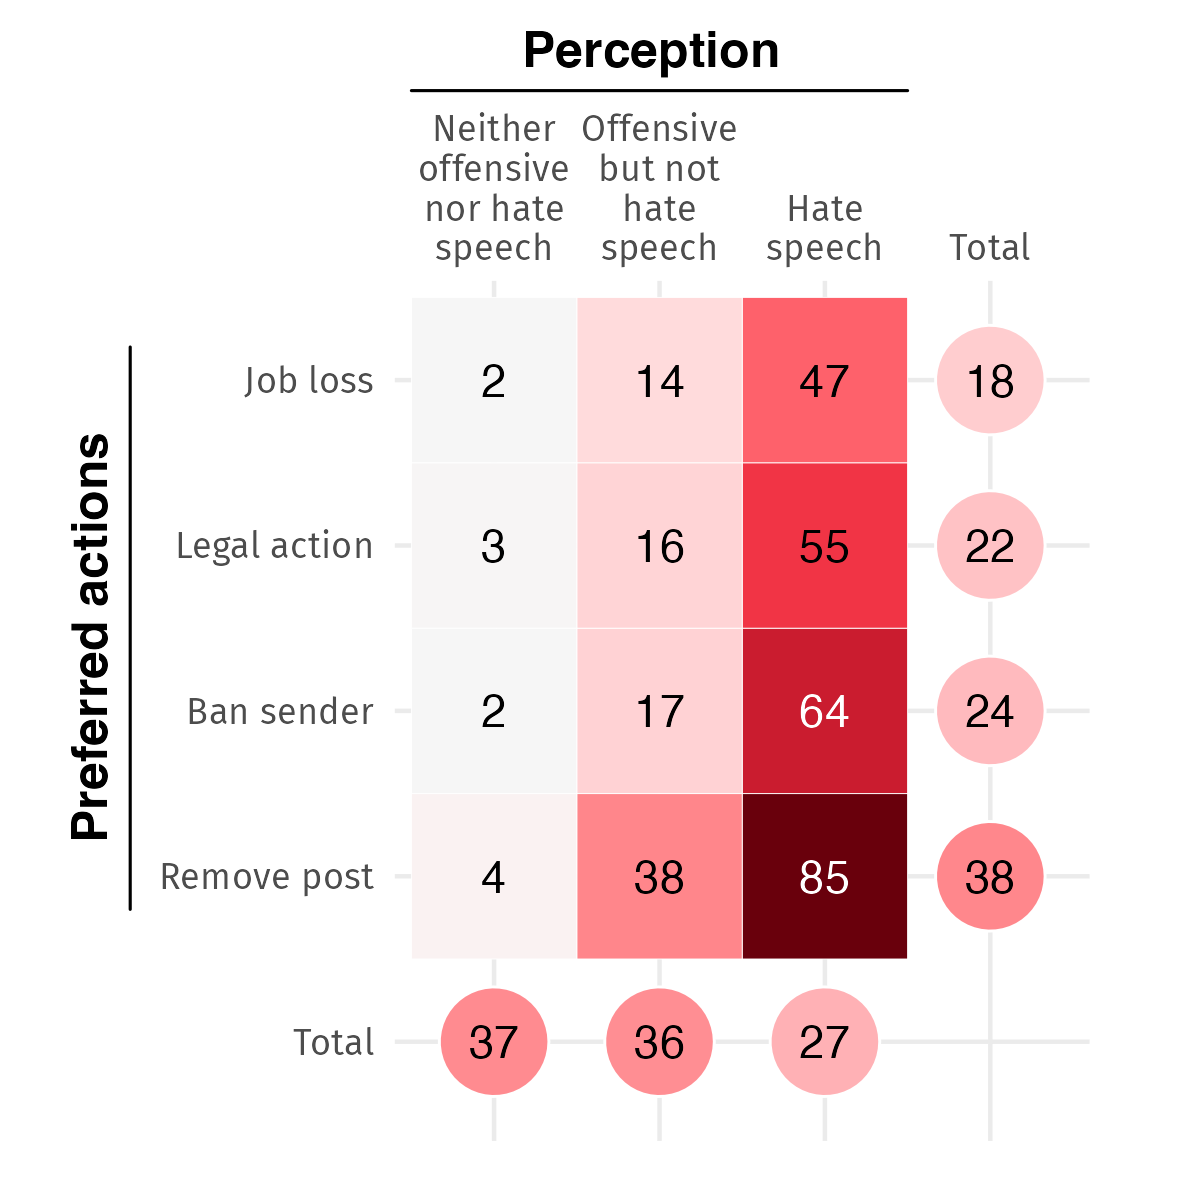 Perception
Neither offensive nor hate speech
Offensive but not hate speech
Hate speech
Total
Preferred actions
Job loss 2 14 47 18
Legal action 3 16 55 22
Ban sender 2 17 64 24
Remove post 4 38 85 38
Total 37 36 27